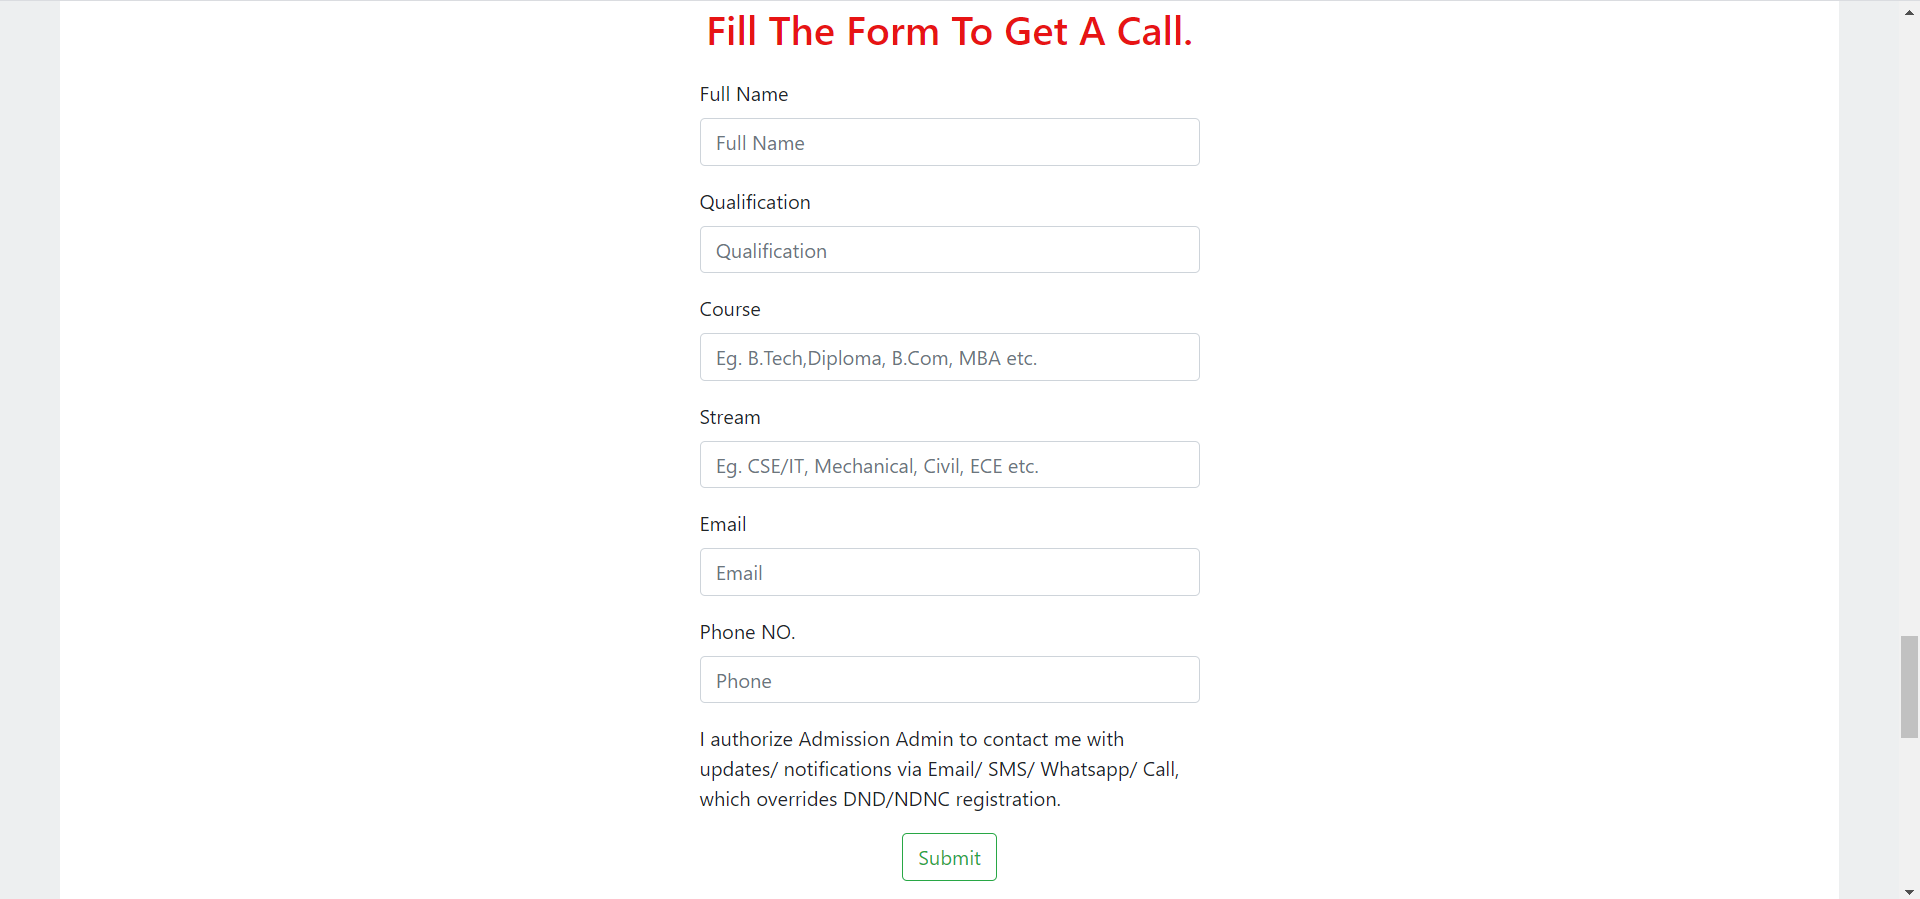 Fill The Form To Get A Call.
Full Name
Full Name
Qualification
Qualification
Course
Eg. B.Tech,Diploma, B.Com, MBA etc.
Stream
Eg. CSE/IT, Mechanical, Civil, ECE etc.
Email
Email
Phone NO.
Phone
I authorize Admission Admin to contact me with
updates/ notifications via Email/ SMS/ Whatsapp/ Call,
which overrides DND/NDNC registration.
Submit